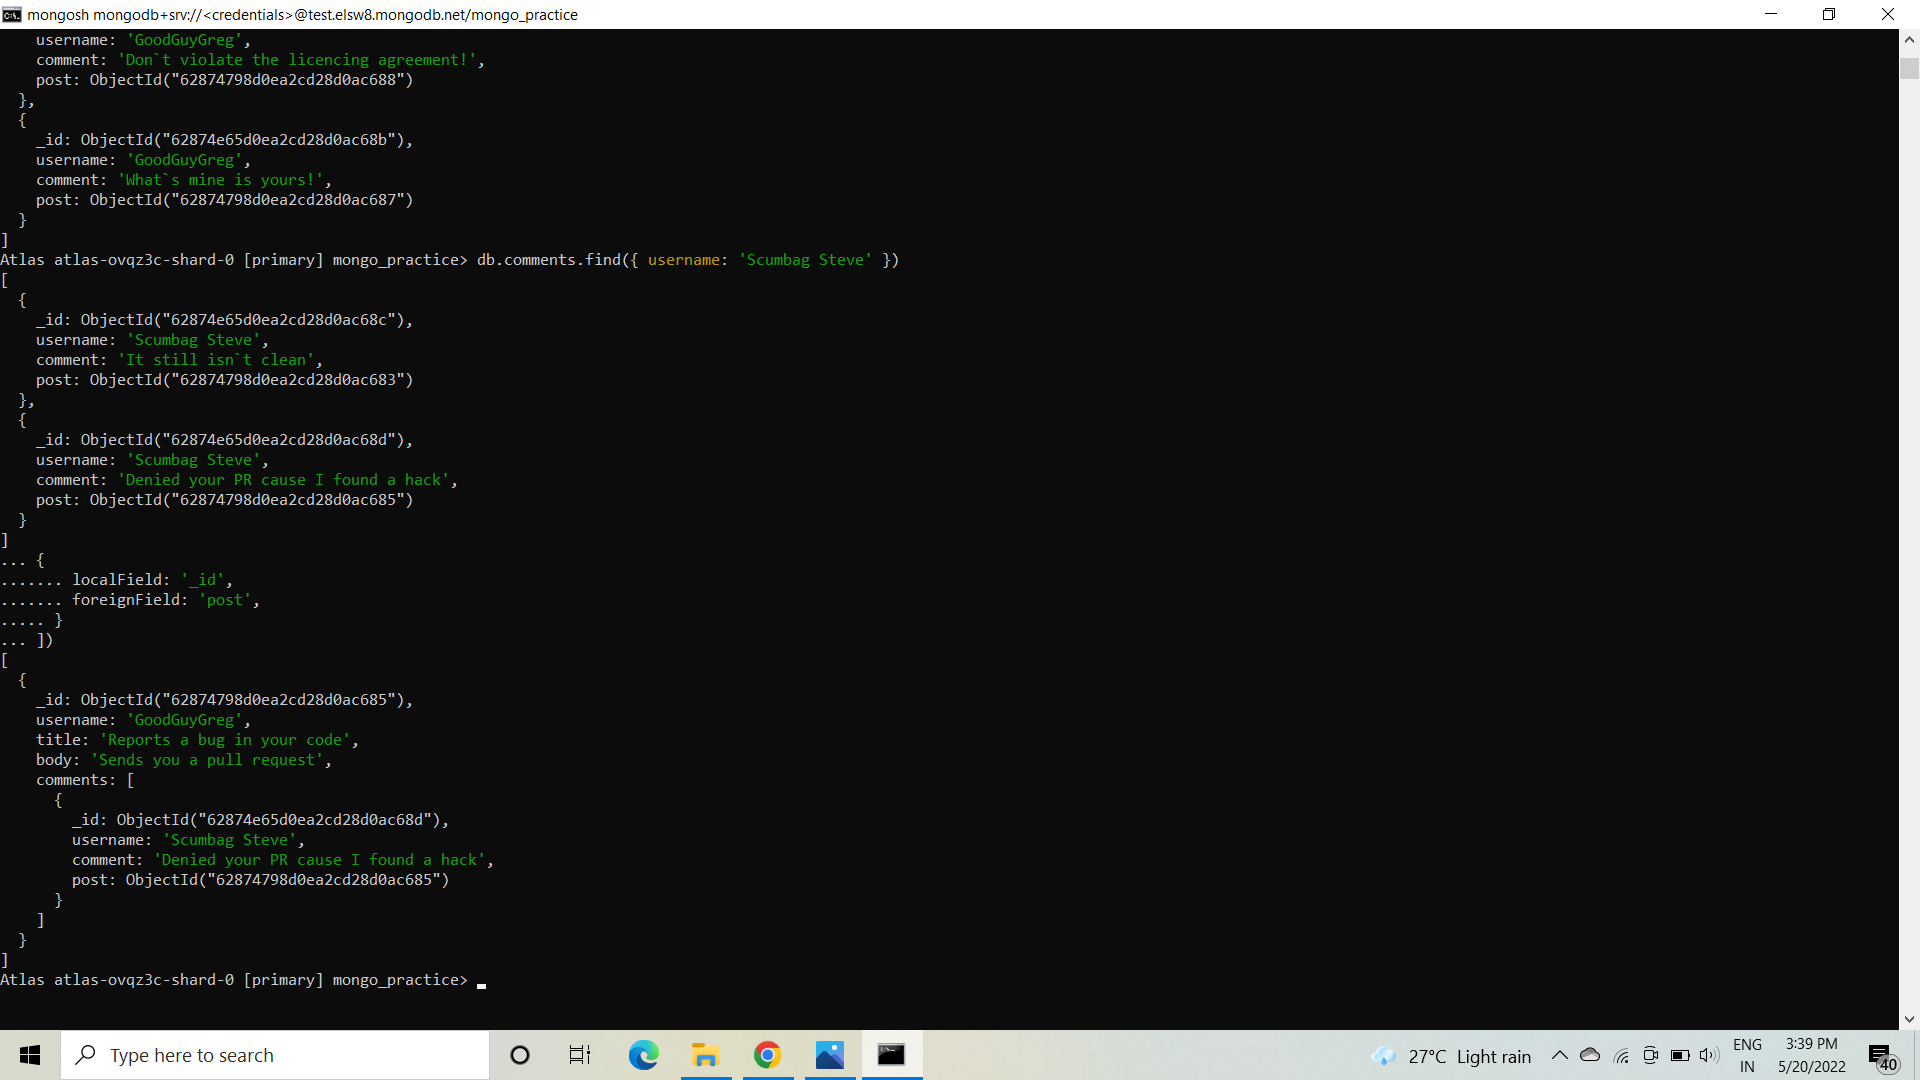 mongosh mongodb+srv://<credentials>@test.elsw8.mongodb.net/mongo_practice
    username: 'GoodGuyGreg',
    comment: 'Don`t violate the licencing agreement!',
    post: ObjectId("62874798d0ea2cd28d0ac688")
  },
  {
    _id: ObjectId("62874e65d0ea2cd28d0ac68b"),
    username: 'GoodGuyGreg',
    comment: 'What`s mine is yours!',
    post: ObjectId("62874798d0ea2cd28d0ac687")
  }
]
Atlas atlas-ovqz3c-shard-0 [primary] mongo_practice> db.comments.find({ username: 'Scumbag Steve' })
[
  {
    _id: ObjectId("62874e65d0ea2cd28d0ac68c"),
    username: 'Scumbag Steve',
    comment: 'It still isn`t clean',
    post: ObjectId("62874798d0ea2cd28d0ac683")
  },
  {
    _id: ObjectId("62874e65d0ea2cd28d0ac68d"),
    username: 'Scumbag Steve',
    comment: 'Denied your PR cause I found a hack',
    post: ObjectId("62874798d0ea2cd28d0ac685")
  }
]
... {
....... localField: '_id',
....... foreignField: 'post',
..... }
... ])
[
  {
    _id: ObjectId("62874798d0ea2cd28d0ac685"),
    username: 'GoodGuyGreg',
    title: 'Reports a bug in your code',
    body: 'Sends you a pull request',
    comments: [
      {
        _id: ObjectId("62874e65d0ea2cd28d0ac68d"),
        username: 'Scumbag Steve',
        comment: 'Denied your PR cause I found a hack',
        post: ObjectId("62874798d0ea2cd28d0ac685")
      }
    ]
  }
]
Atlas atlas-ovqz3c-shard-0 [primary] mongo_practice>
Type here to search
27°C Light rain
ENG
IN
3:39 PM
5/20/2022
40